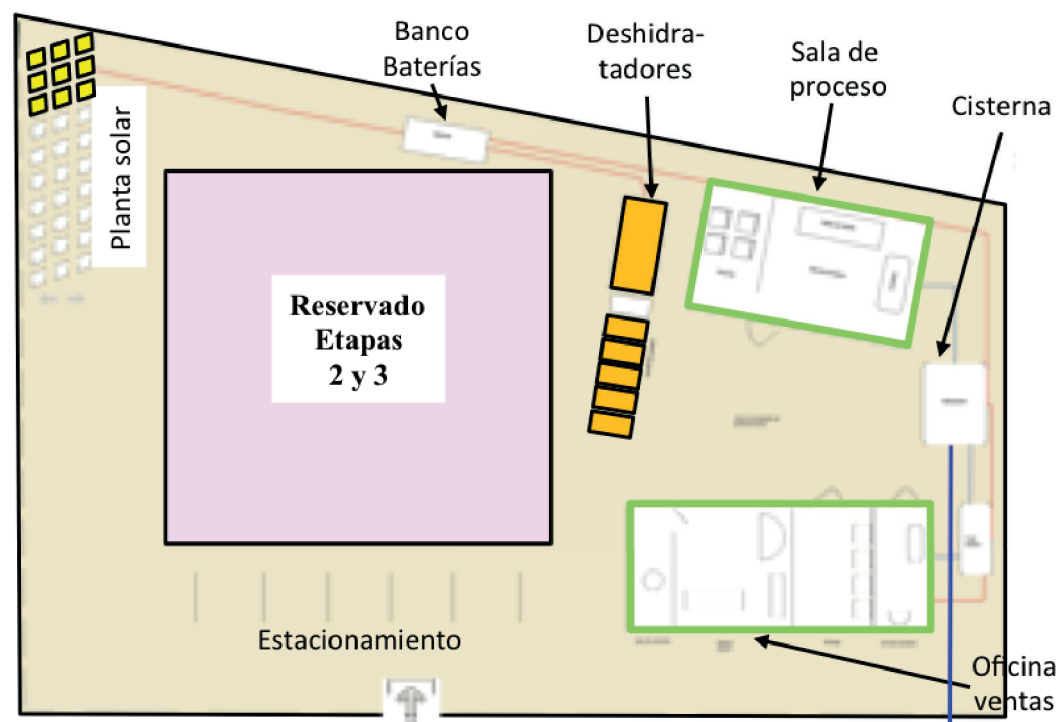 Banco
Baterías
Deshidra-
tadores
Sala de
proceso
Cisterna
Planta solar
Reservado
Etapas
2 y 3
Estacionamiento
Oficina
ventas